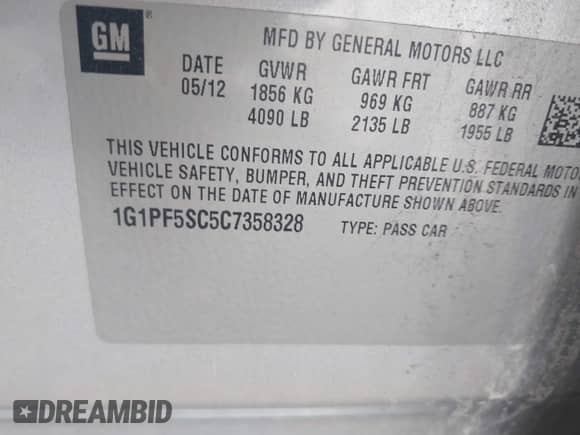 GM ®
MFD BY GENERAL MOTORS LLC
DATE GVWR GAWR FRT GAWR RR
05/12 1856 KG 969 KG 887 KG
4090 LB 2135 LB 1955 LB
THIS VEHICLE CONFORMS TO ALL APPLICABLE U.S. FEDERAL MOTO
VEHICLE SAFETY, BUMPER, AND THEFT PREVENTION STANDARDS IN
EFFECT ON THE DATE OF MANUFACTURE SHOWN ABOVE.
1G1PF5SC5C7358328 TYPE: PASS CAR
DREAMBID